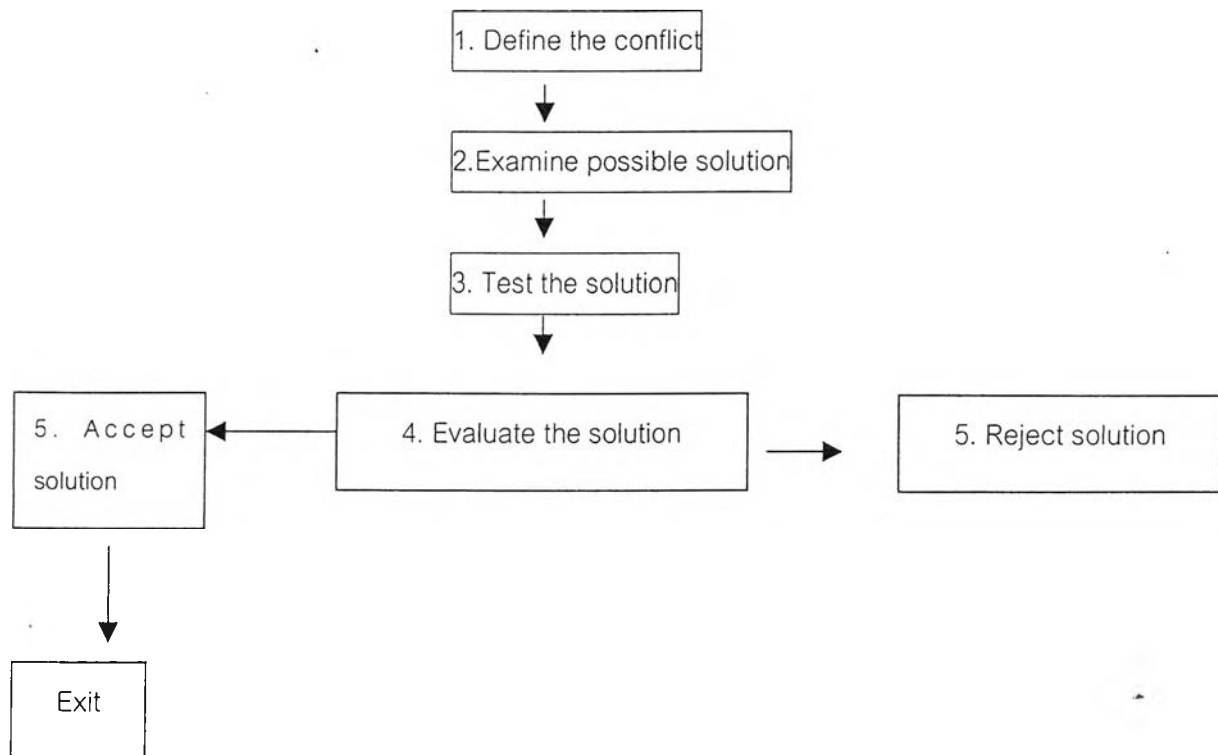 1. Define the conflict
2.Examine possible solution
3. Test the solution
5. Accept
solution
4. Evaluate the solution
5. Reject solution
Exit